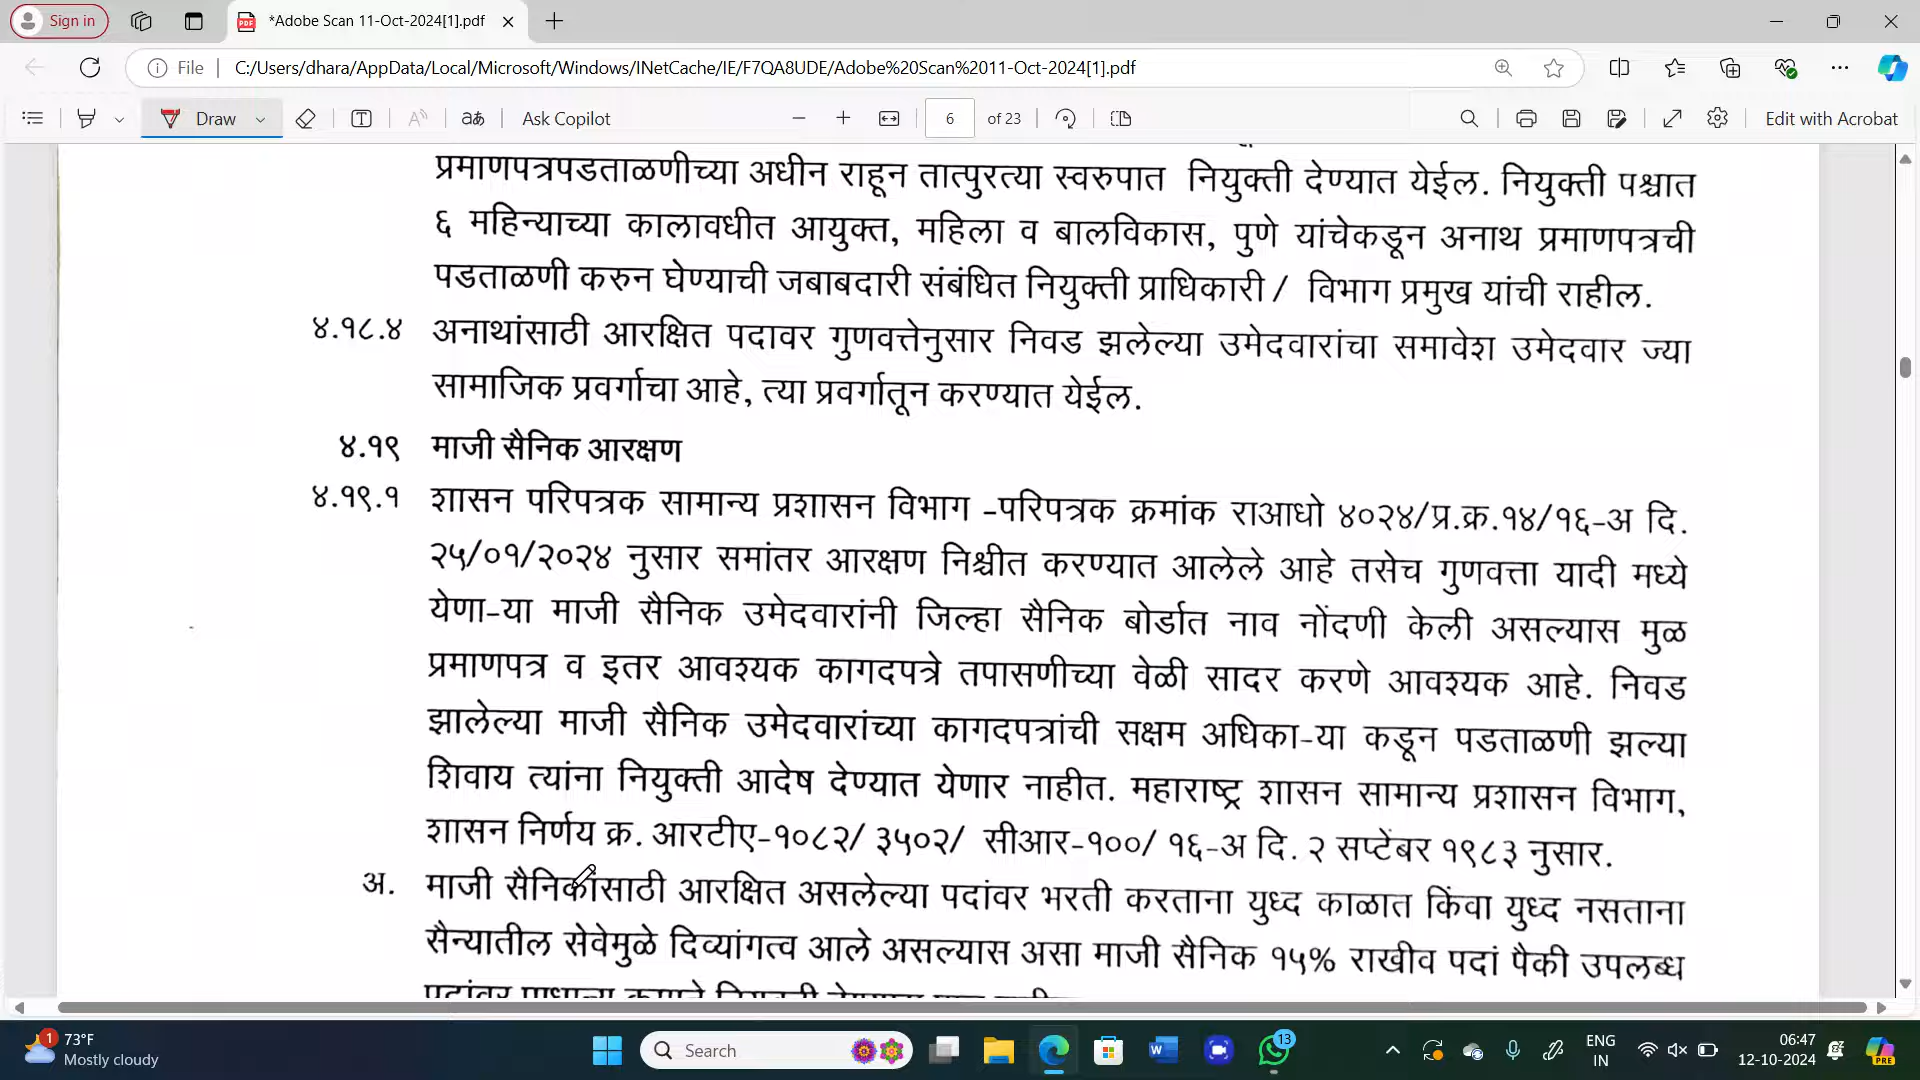 Sign in
*Adobe Scan 11-Oct-2024[1].pdf
File
C:/Users/dhara/AppData/Local/Microsoft/Windows/INetCache/IE/F7QA8UDE/Adobe%20Scan%2011-Oct-2024[1].pdf
Draw
Ask Copilot
6 of 23
Edit with Acrobat
प्रमाणपत्रपडताळणीच्या अधीन राहून तात्पुरत्या स्वरुपात नियुक्ती देण्यात येईल. नियुक्ती पश्चात
६ महिन्याच्या कालावधीत आयुक्त, महिला व बालविकास, पुणे यांचेकडून अनाथ प्रमाणपत्रची
पडताळणी करुन घेण्याची जबाबदारी संबंधित नियुक्ती प्राधिकारी / विभाग प्रमुख यांची राहील.
४.१८.४ अनाथांसाठी आरक्षित पदावर गुणवत्तेनुसार निवड झलेल्या उमेदवारांचा समावेश उमेदवार ज्या
सामाजिक प्रवर्गाचा आहे, त्या प्रवर्गातून करण्यात येईल.
४.१९ माजी सैनिक आरक्षण
४.१९.१ शासन परिपत्रक सामान्य प्रशासन विभाग -परिपत्रक क्रमांक राआधो ४०२४/प्र.क्र.१४/१६-अ दि.
२५/०१/२०२४ नुसार समांतर आरक्षण निश्चीत करण्यात आलेले आहे तसेच गुणवत्ता यादी मध्ये
येणा-या माजी सैनिक उमेदवारांनी जिल्हा सैनिक बोर्डात नाव नोंदणी केली असल्यास मुळ
प्रमाणपत्र व इतर आवश्यक कागदपत्रे तपासणीच्या वेळी सादर करणे आवश्यक आहे. निवड
झालेल्या माजी सैनिक उमेदवारांच्या कागदपत्रांची सक्षम अधिका-या कडून पडताळणी झल्या
शिवाय त्यांना नियुक्ती आदेष देण्यात येणार नाहीत. महाराष्ट्र शासन सामान्य प्रशासन विभाग,
शासन निर्णय क्र. आरटीए-१०८२/ ३५०२/ सीआर-१००/ १६-अ दि. २ सप्टेंबर १९८३ नुसार.
अ. माजी सैनिकांसाठी आरक्षित असलेल्या पदांवर भरती करताना युध्द काळात किंवा युध्द नसताना
सैन्यातील सेवेमुळे दिव्यांगत्व आले असल्यास असा माजी सैनिक १५% राखीव पदां पैकी उपलब्ध
1
73°F
Mostly cloudy
Search
13
ENG
IN
06:47
12-10-2024
PRE